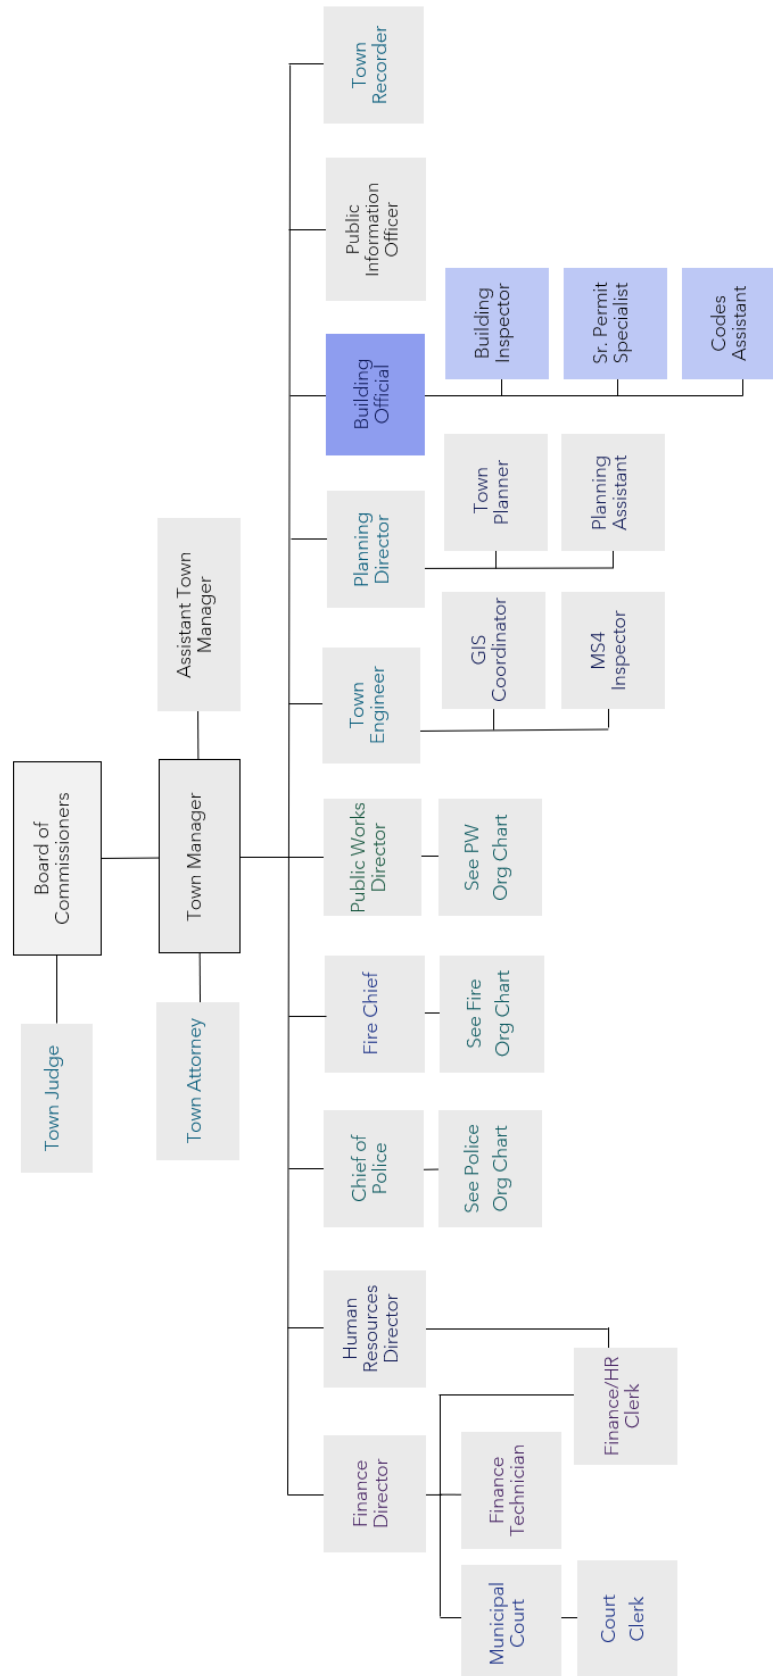 Board of
Commissioners
Town Judge
Town Manager
Town Attorney
Assistant Town
Manager
Finance
Director
Human
Resources
Director
Chief of
Police
Fire Chief
Public Works
Director
Town
Engineer
Planning
Director
Building
Official
Public
Information
Officer
Town
Recorder
Municipal
Court
Finance
Technician
Finance/HR
Clerk
Court
Clerk
See Police
Org Chart
See Fire
Org Chart
See PW
Org Chart
GIS
Coordinator
MS4
Inspector
Town
Planner
Planning
Assistant
Building
Inspector
Sr. Permit
Specialist
Codes
Assistant